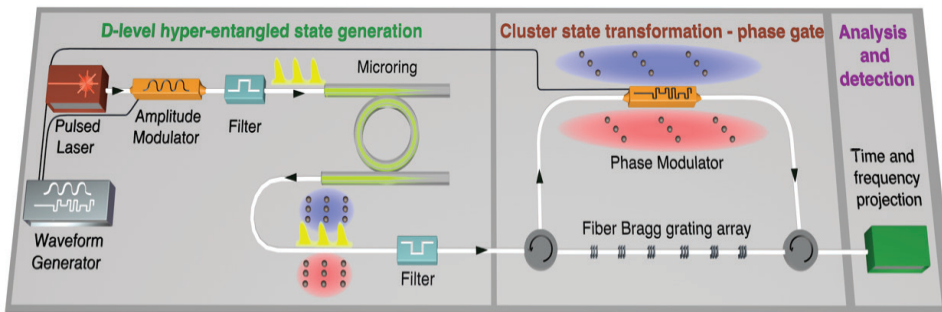 D-level hyper-entangled state generation
Cluster state transformation - phase gate
Analysis
and
detection
Pulsed
Laser
Amplitude
Modulator
Filter
Microring
Waveform
Generator
Filter
Phase Modulator
Fiber Bragg grating array
Time and
frequency
projection